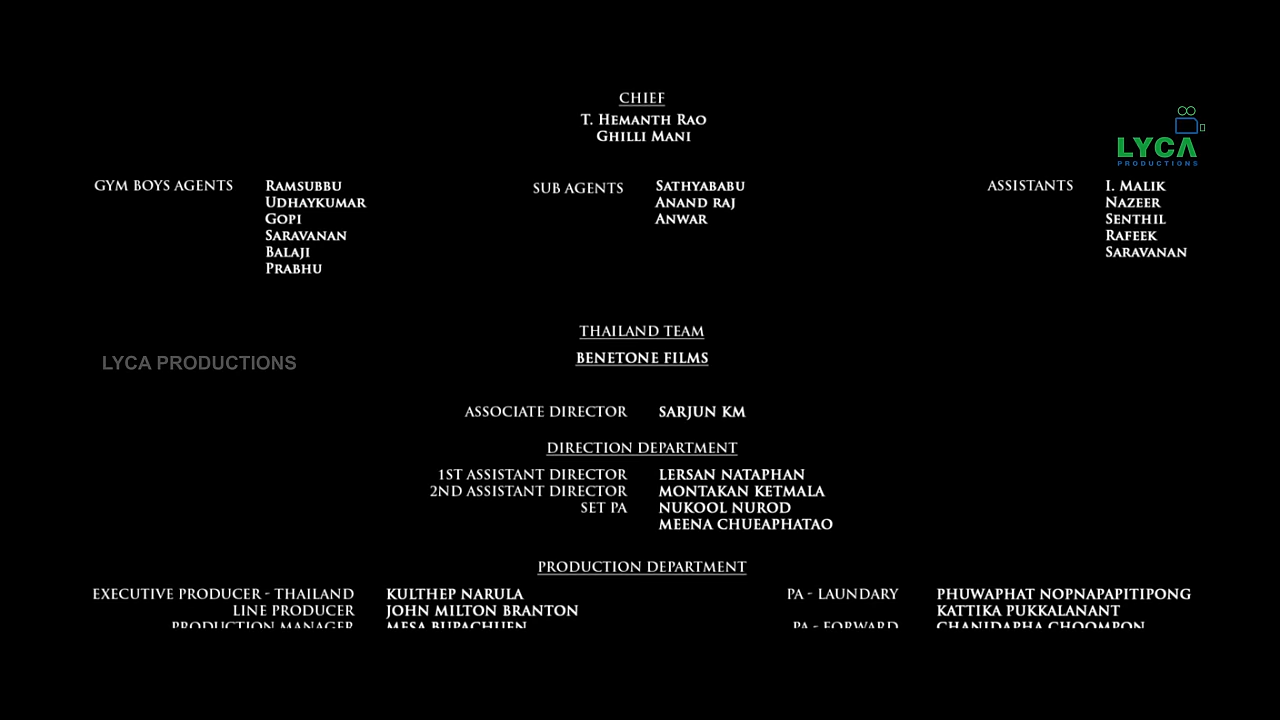 CHIEF
T. HEMANTH RAO
GHILLI MANI
LYCA
PRODUCTIONS
GYM BOYS AGENTS RAMSUBBU
UDHAYKUMAR
GOPI
SARAVANAN
BALAJI
PRABHU
SUB AGENTS SATHYABABU
ANAND RAJ
ANWAR
ASSISTANTS I. MALIK
NAZEER
SENTHIL
RAFEEK
SARAVANAN
THAILAND TEAM
BENETONE FILMS
LYCA PRODUCTIONS
ASSOCIATE DIRECTOR SARJUN KM
DIRECTION DEPARTMENT
1ST ASSISTANT DIRECTOR LERSAN NATAPHAN
2ND ASSISTANT DIRECTOR MONTAKAN KETMALA
SET PA NUKOOL NUROD
MEENA CHUEAPHATAO
PRODUCTION DEPARTMENT
EXECUTIVE PRODUCER - THAILAND KULTHEP NARULA
LINE PRODUCER JOHN MILTON BRANTON
PRODUCTION MANAGER MESA BUPACHUEN
PA - LAUNDARY PHUWAPHAT NOPNAPAPITIPONG
KATTIKA PUKKALANANT
PA - FORWARD CHANIDAPHA CHOOMPON